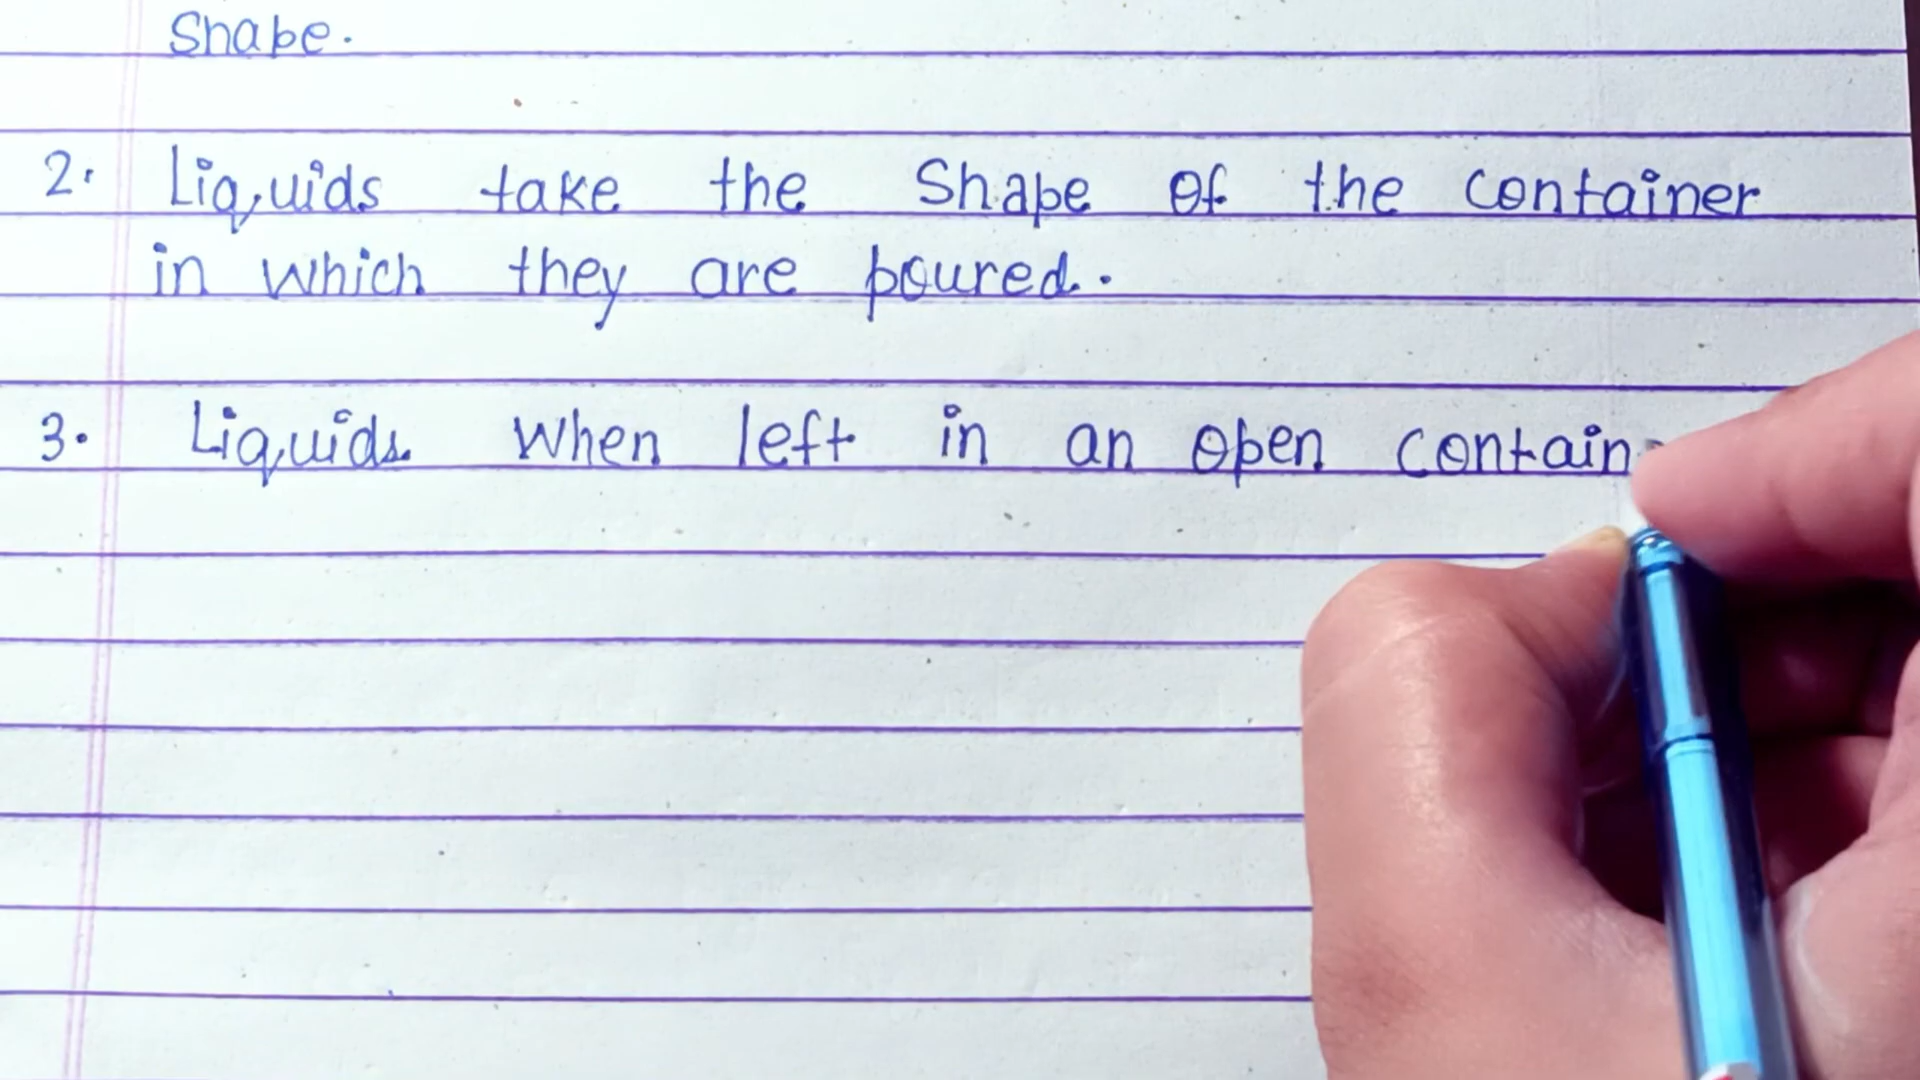 Shape.
2. Liquids take the Shape of the container
in which they are poured.
3. Liquids when left in an open contain